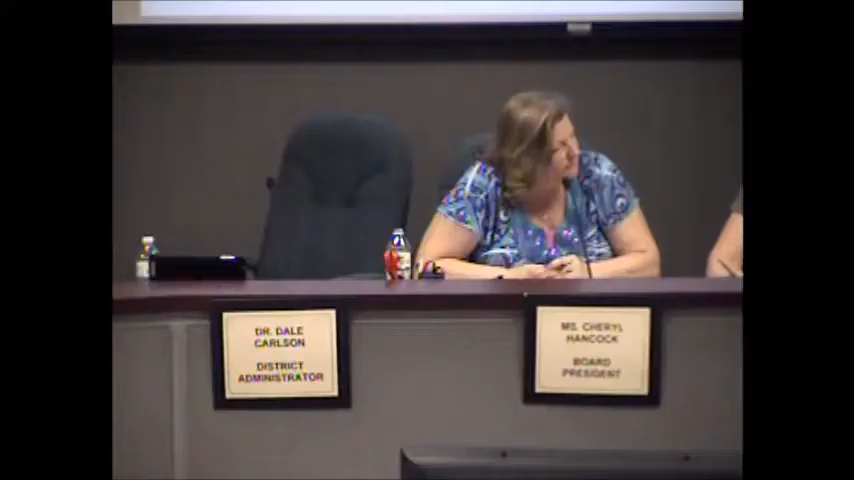 DR. DALE
CARLSON
DISTRICT
ADMINISTRATOR
MS. CHERYL
HANCOCK
BOARD
PRESIDENT